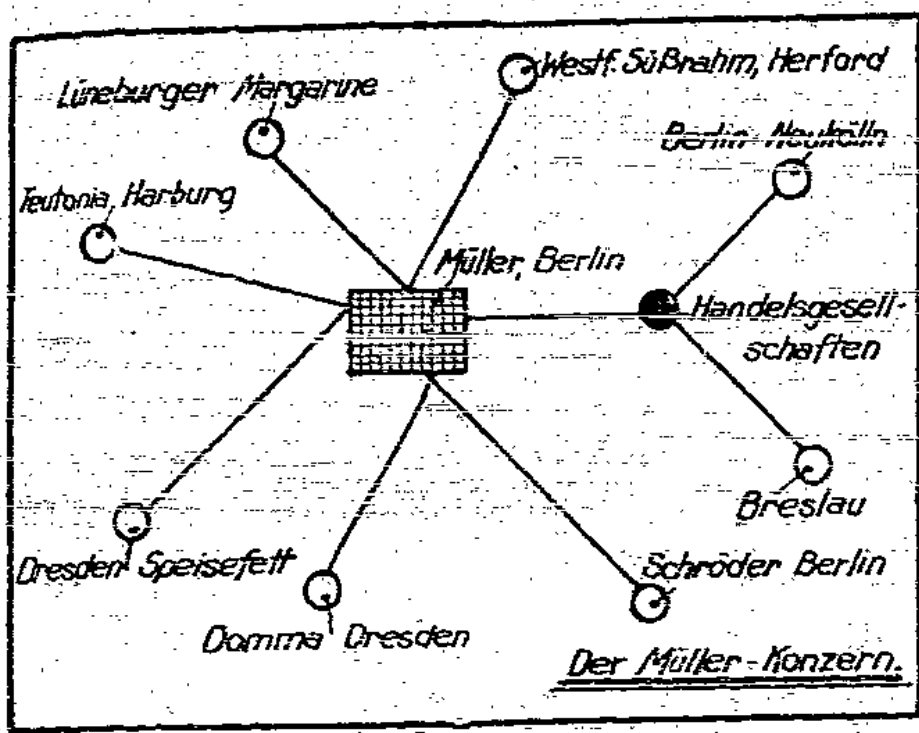 Westf. Süßrahm, Herford
Lüneburger Margarine
Berlin-Neukölln
Teutonia, Harburg
Müller, Berlin
Handelsgesell-
schaften
Breslau
Dresden Speisefett
Schröder Berlin
Domma Dresden
Der Müller-Konzern.